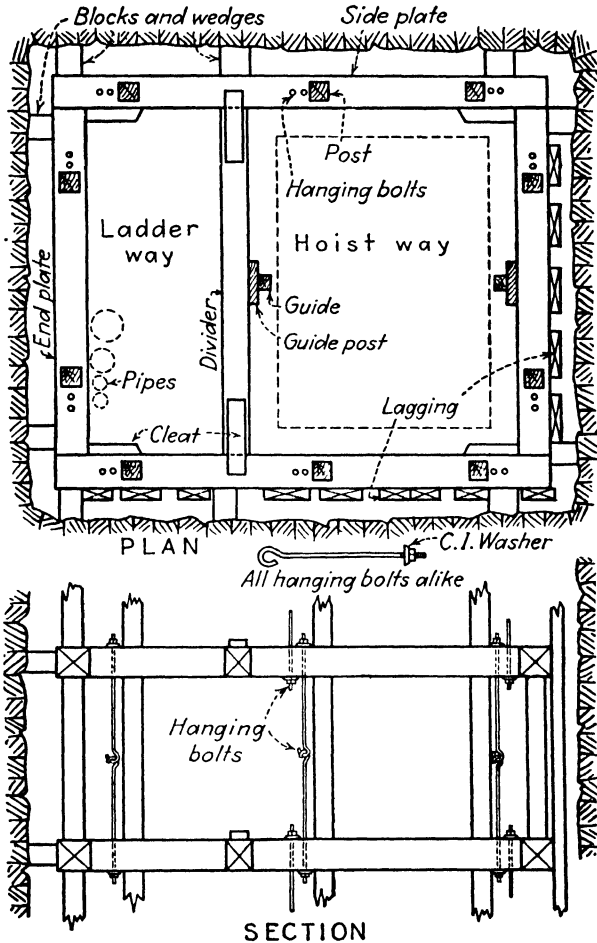 Blocks and wedges
Side plate
Post
Hanging bolts
Ladder
way
Hoist way
End plate
Divider
Guide
Guide post
Pipes
Lagging
Cleat
PLAN
C.I. Washer
All hanging bolts alike
Hanging
bolts
SECTION